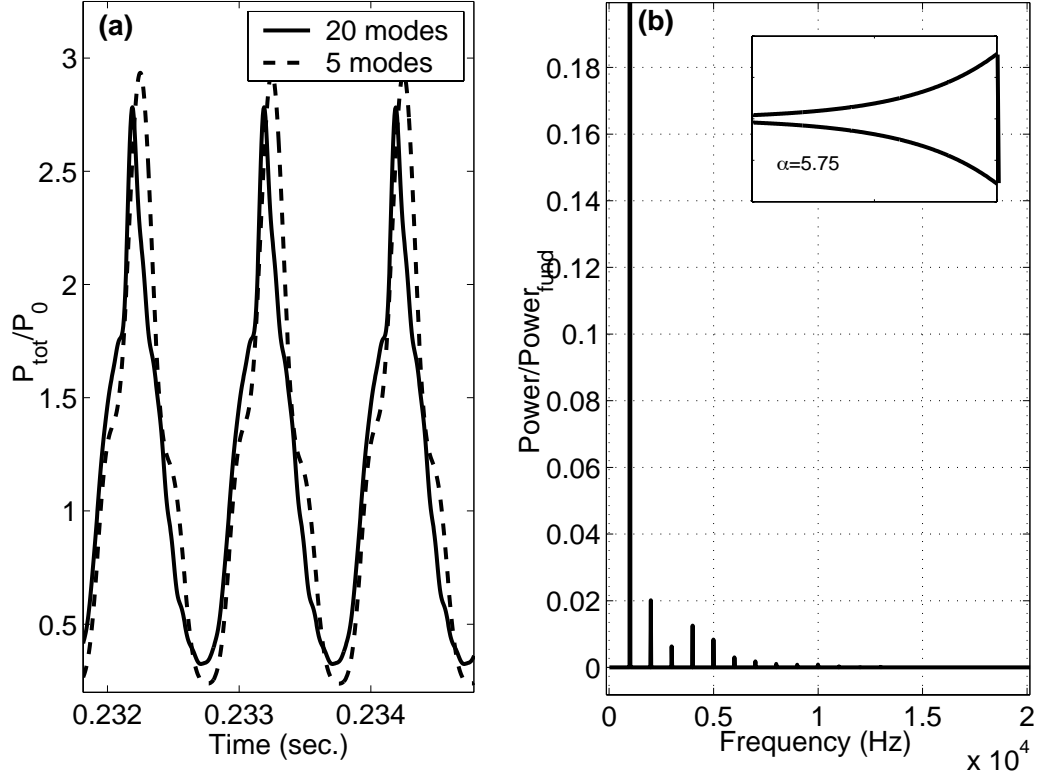 (a)
20 modes
5 modes
3
2.5
2
1.5
1
0.5
P_tot/P_0
0.232
0.233
0.234
Time (sec.)
(b)
α=5.75
0.18
0.16
0.14
0.12
0.1
0.08
0.06
0.04
0.02
0
Power/Power_fund
0
0.5
1
1.5
2
Frequency (Hz)
x 10^4